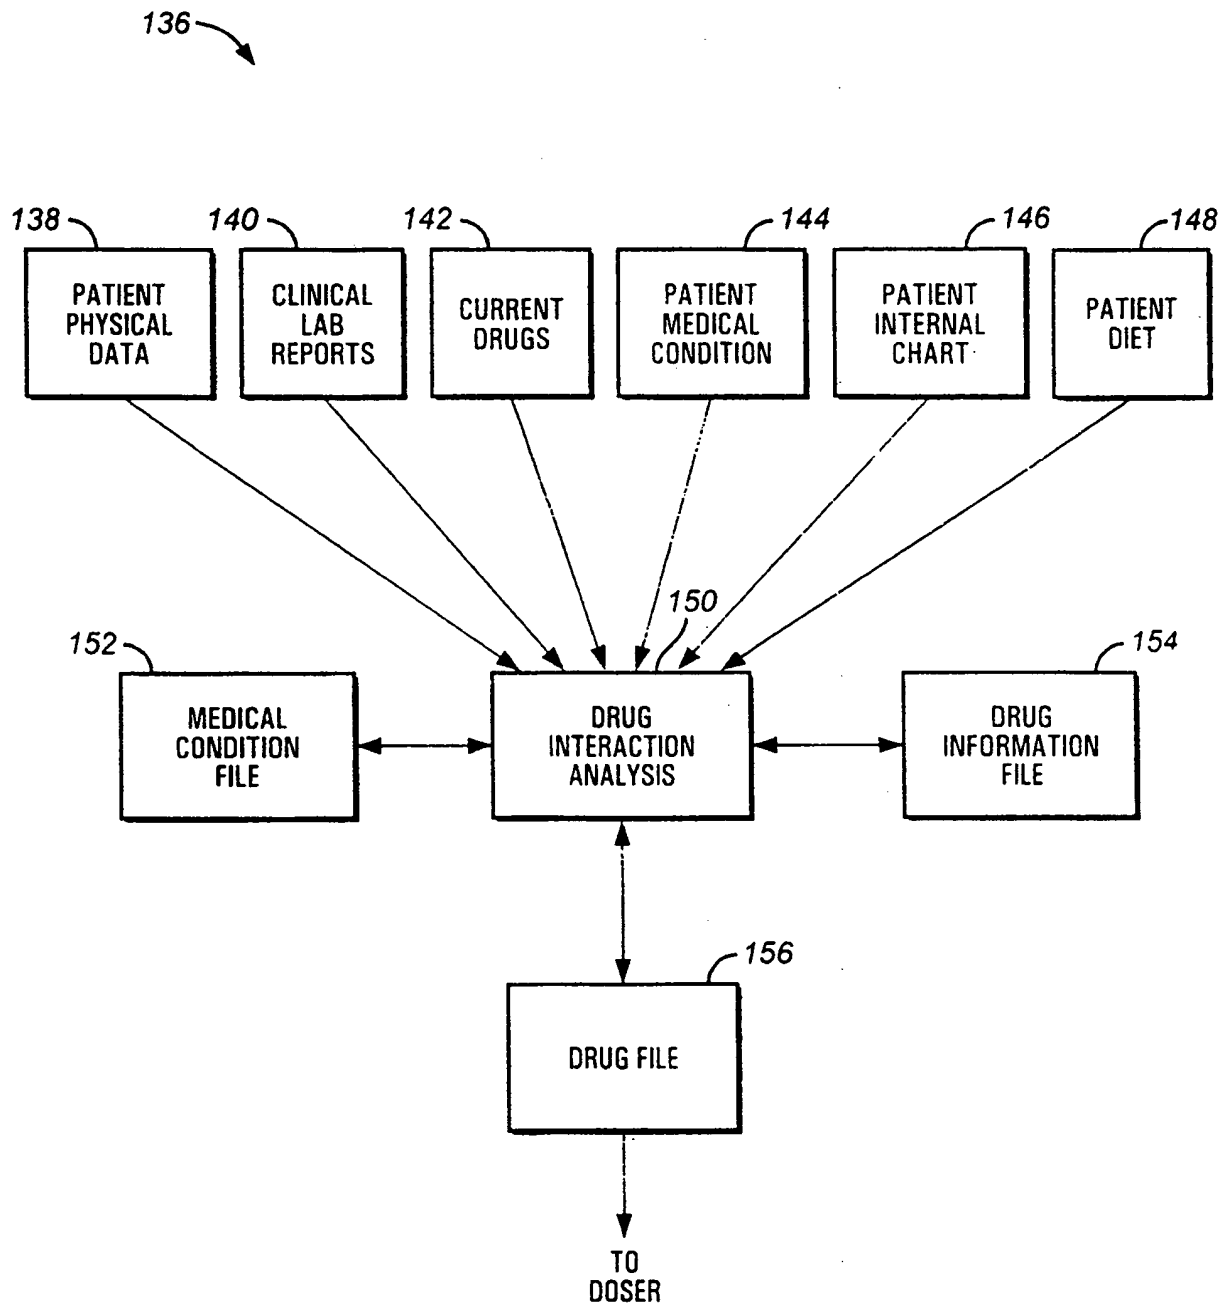 136
138
140
142
144
146
148
PATIENT
PHYSICAL
DATA
CLINICAL
LAB
REPORTS
CURRENT
DRUGS
PATIENT
MEDICAL
CONDITION
PATIENT
INTERNAL
CHART
PATIENT
DIET
150
152
154
MEDICAL
CONDITION
FILE
DRUG
INTERACTION
ANALYSIS
DRUG
INFORMATION
FILE
156
DRUG FILE
TO
DOSER